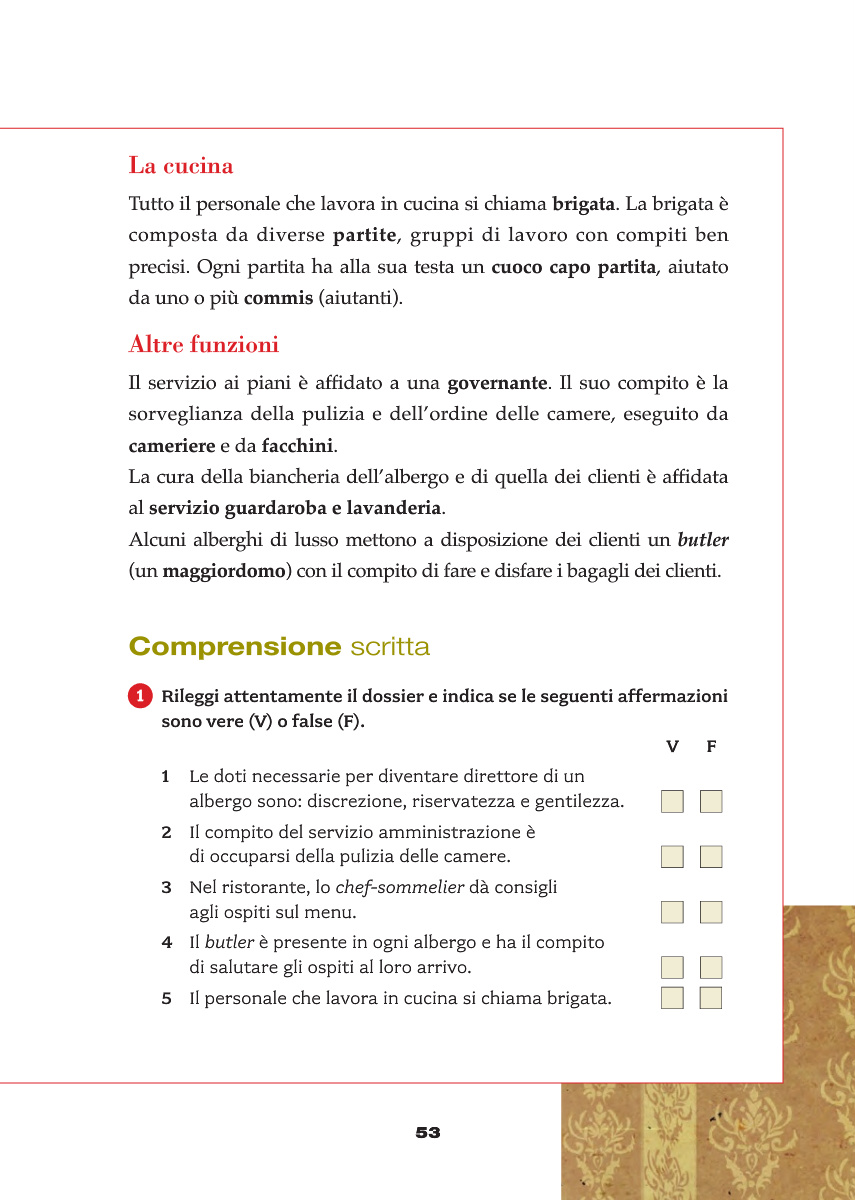 La cucina
Tutto il personale che lavora in cucina si chiama brigata. La brigata è
composta da diverse partite, gruppi di lavoro con compiti ben
precisi. Ogni partita ha alla sua testa un cuoco capo partita, aiutato
da uno o più commis (aiutanti).
Altre funzioni
Il servizio ai piani è affidato a una governante. Il suo compito è la
sorveglianza della pulizia e dell’ordine delle camere, eseguito da
cameriere e da facchini.
La cura della biancheria dell’albergo e di quella dei clienti è affidata
al servizio guardaroba e lavanderia.
Alcuni alberghi di lusso mettono a disposizione dei clienti un butler
(un maggiordomo) con il compito di fare e disfare i bagagli dei clienti.
Comprensione scritta
1 Rileggi attentamente il dossier e indica se le seguenti affermazioni
sono vere (V) o false (F).
V F
1 Le doti necessarie per diventare direttore di un
albergo sono: discrezione, riservatezza e gentilezza.
2 Il compito del servizio amministrazione è
di occuparsi della pulizia delle camere.
3 Nel ristorante, lo chef-sommelier dà consigli
agli ospiti sul menu.
4 Il butler è presente in ogni albergo e ha il compito
di salutare gli ospiti al loro arrivo.
5 Il personale che lavora in cucina si chiama brigata.
53